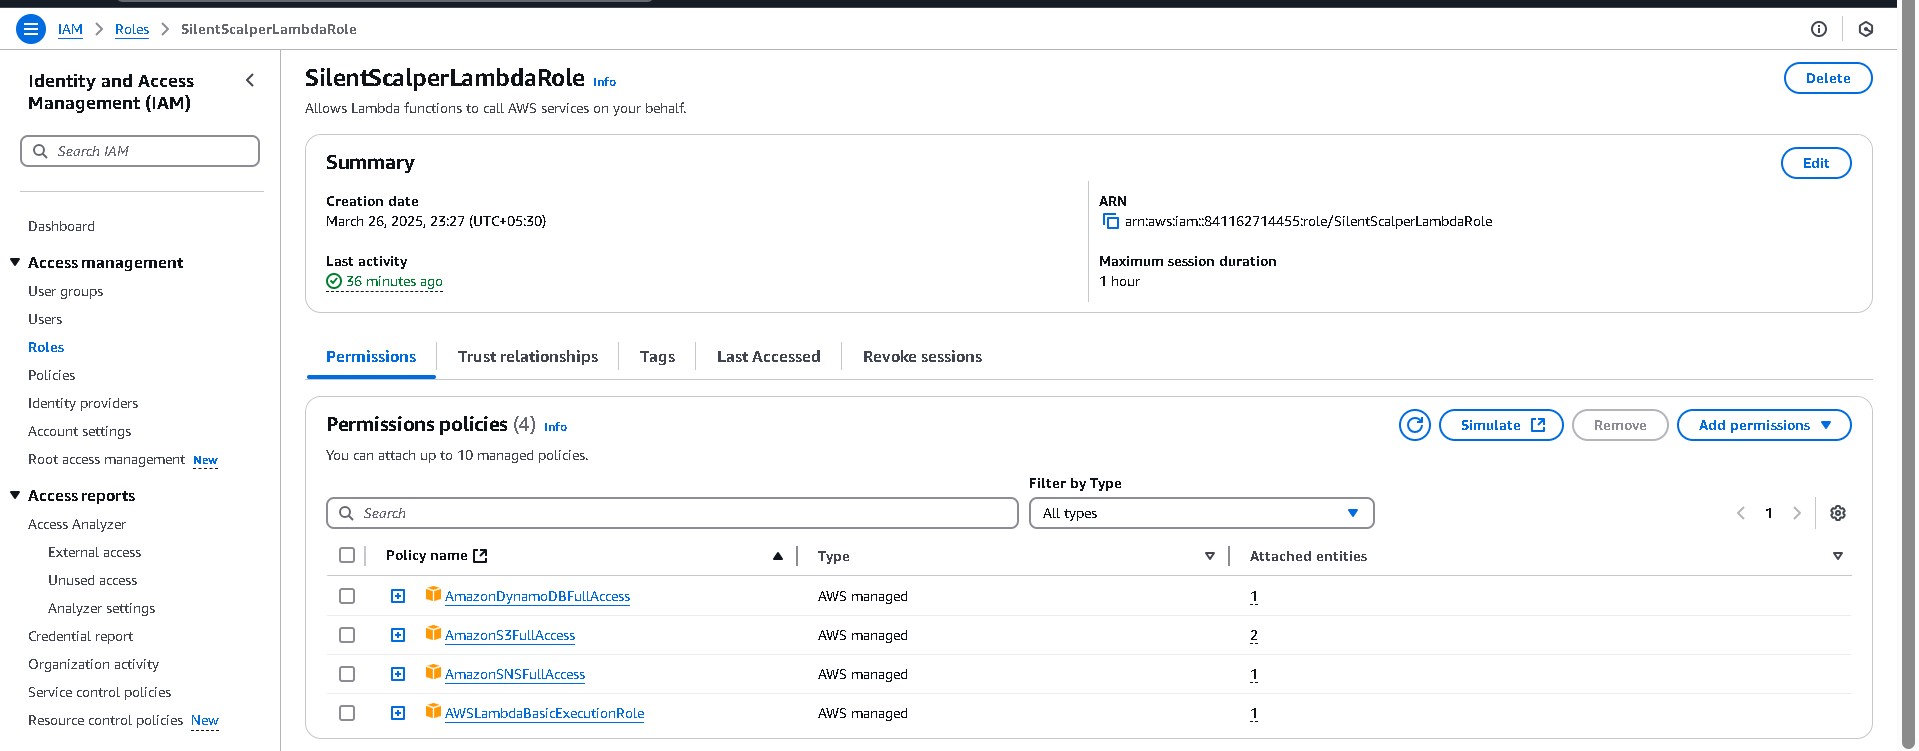 IAM > Roles > SilentScalperLambdaRole
Identity and Access
Management (IAM)
Search IAM
Dashboard
Access management
User groups
Users
Roles
Policies
Identity providers
Account settings
Root access management New
Access reports
Access Analyzer
External access
Unused access
Analyzer settings
Credential report
Organization activity
Service control policies
Resource control policies New
SilentScalperLambdaRole Info
Delete
Allows Lambda functions to call AWS services on your behalf.
Summary
Edit
Creation date
March 26, 2025, 23:27 (UTC+05:30)
ARN
arn:aws:iam::841162714455:role/SilentScalperLambdaRole
Last activity
36 minutes ago
Maximum session duration
1 hour
Permissions Trust relationships Tags Last Accessed Revoke sessions
Permissions policies (4) Info
Simulate Remove Add permissions
You can attach up to 10 managed policies.
Filter by Type
Search All types 1
Policy name Type Attached entities
AmazonDynamoDBFullAccess AWS managed 1
AmazonS3FullAccess AWS managed 2
AmazonSNSFullAccess AWS managed 1
AWSLambdaBasicExecutionRole AWS managed 1